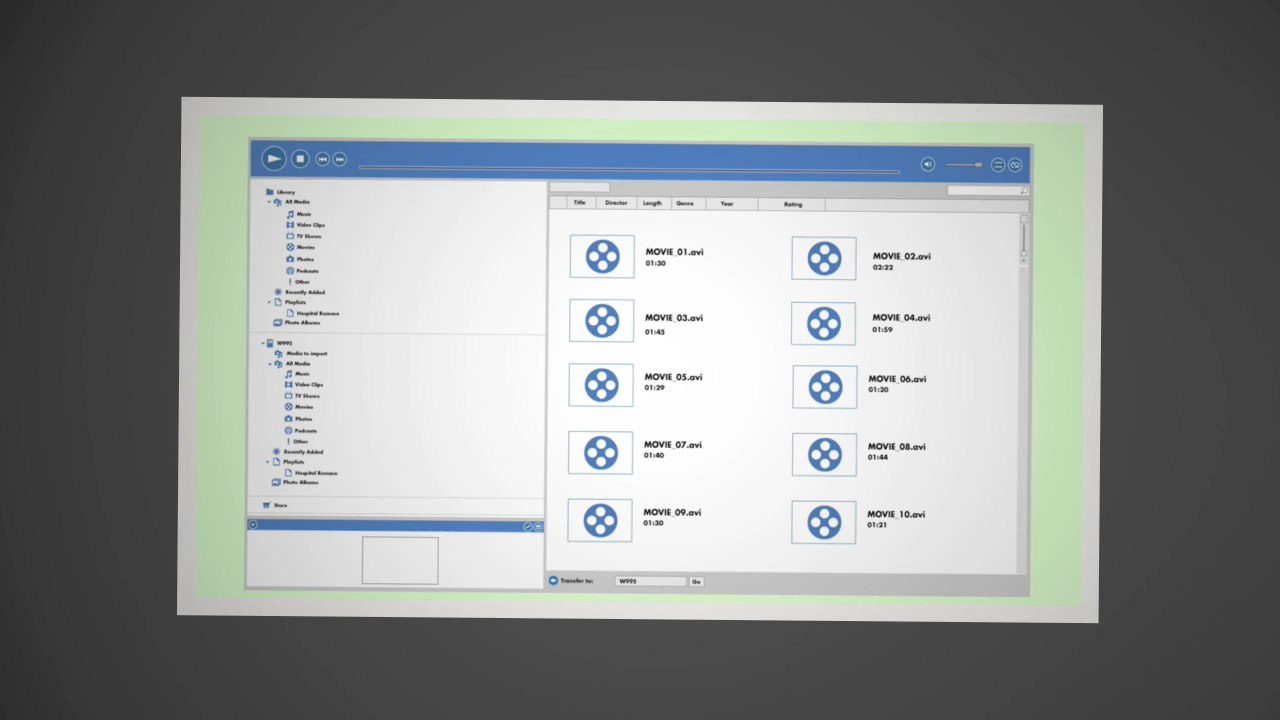 Library
All Media
Music
Video Clips
TV Shows
Movies
Photos
Podcasts
Other
Recently Added
Playlists
Hospital Romase
Photo Albums
W995
Media to import
All Media
Music
Video Clips
TV Shows
Movies
Photos
Podcasts
Other
Recently Added
Playlists
Hospital Romase
Photo Albums
Store
Title Director Length Genre Year Rating
MOVIE_01.avi
01:30
MOVIE_02.avi
02:22
MOVIE_03.avi
01:45
MOVIE_04.avi
01:59
MOVIE_05.avi
01:29
MOVIE_06.avi
01:20
MOVIE_07.avi
01:40
MOVIE_08.avi
01:44
MOVIE_09.avi
01:30
MOVIE_10.avi
01:21
Transfer to: W995 Go